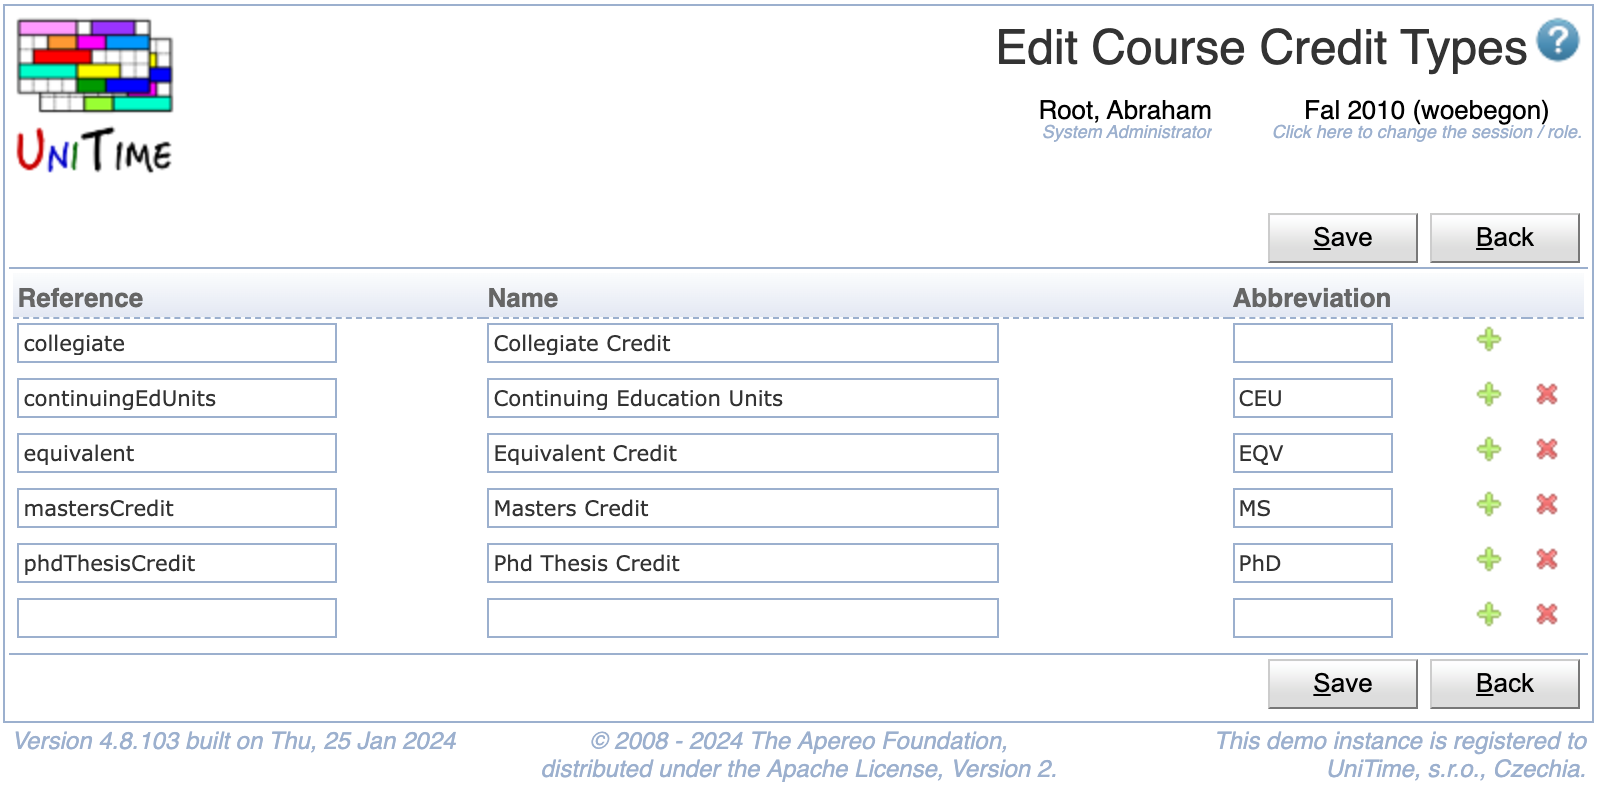 UniTime
Edit Course Credit Types
Root, Abraham
System Administrator
Fal 2010 (woebegon)
Click here to change the session / role.
Save Back
Reference Name Abbreviation
collegiate Collegiate Credit
continuingEdUnits Continuing Education Units CEU
equivalent Equivalent Credit EQV
mastersCredit Masters Credit MS
phdThesisCredit Phd Thesis Credit PhD
Save Back
Version 4.8.103 built on Thu, 25 Jan 2024
© 2008 - 2024 The Apereo Foundation,
distributed under the Apache License, Version 2.
This demo instance is registered to
UniTime, s.r.o., Czechia.